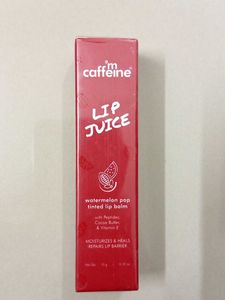 m
caffeine
LIP
JUICE
watermelon pop
tinted lip balm
with Peptides,
Cocoa Butter,
& Vitamin E
MOISTURIZES & HEALS
REPAIRS LIP BARRIER